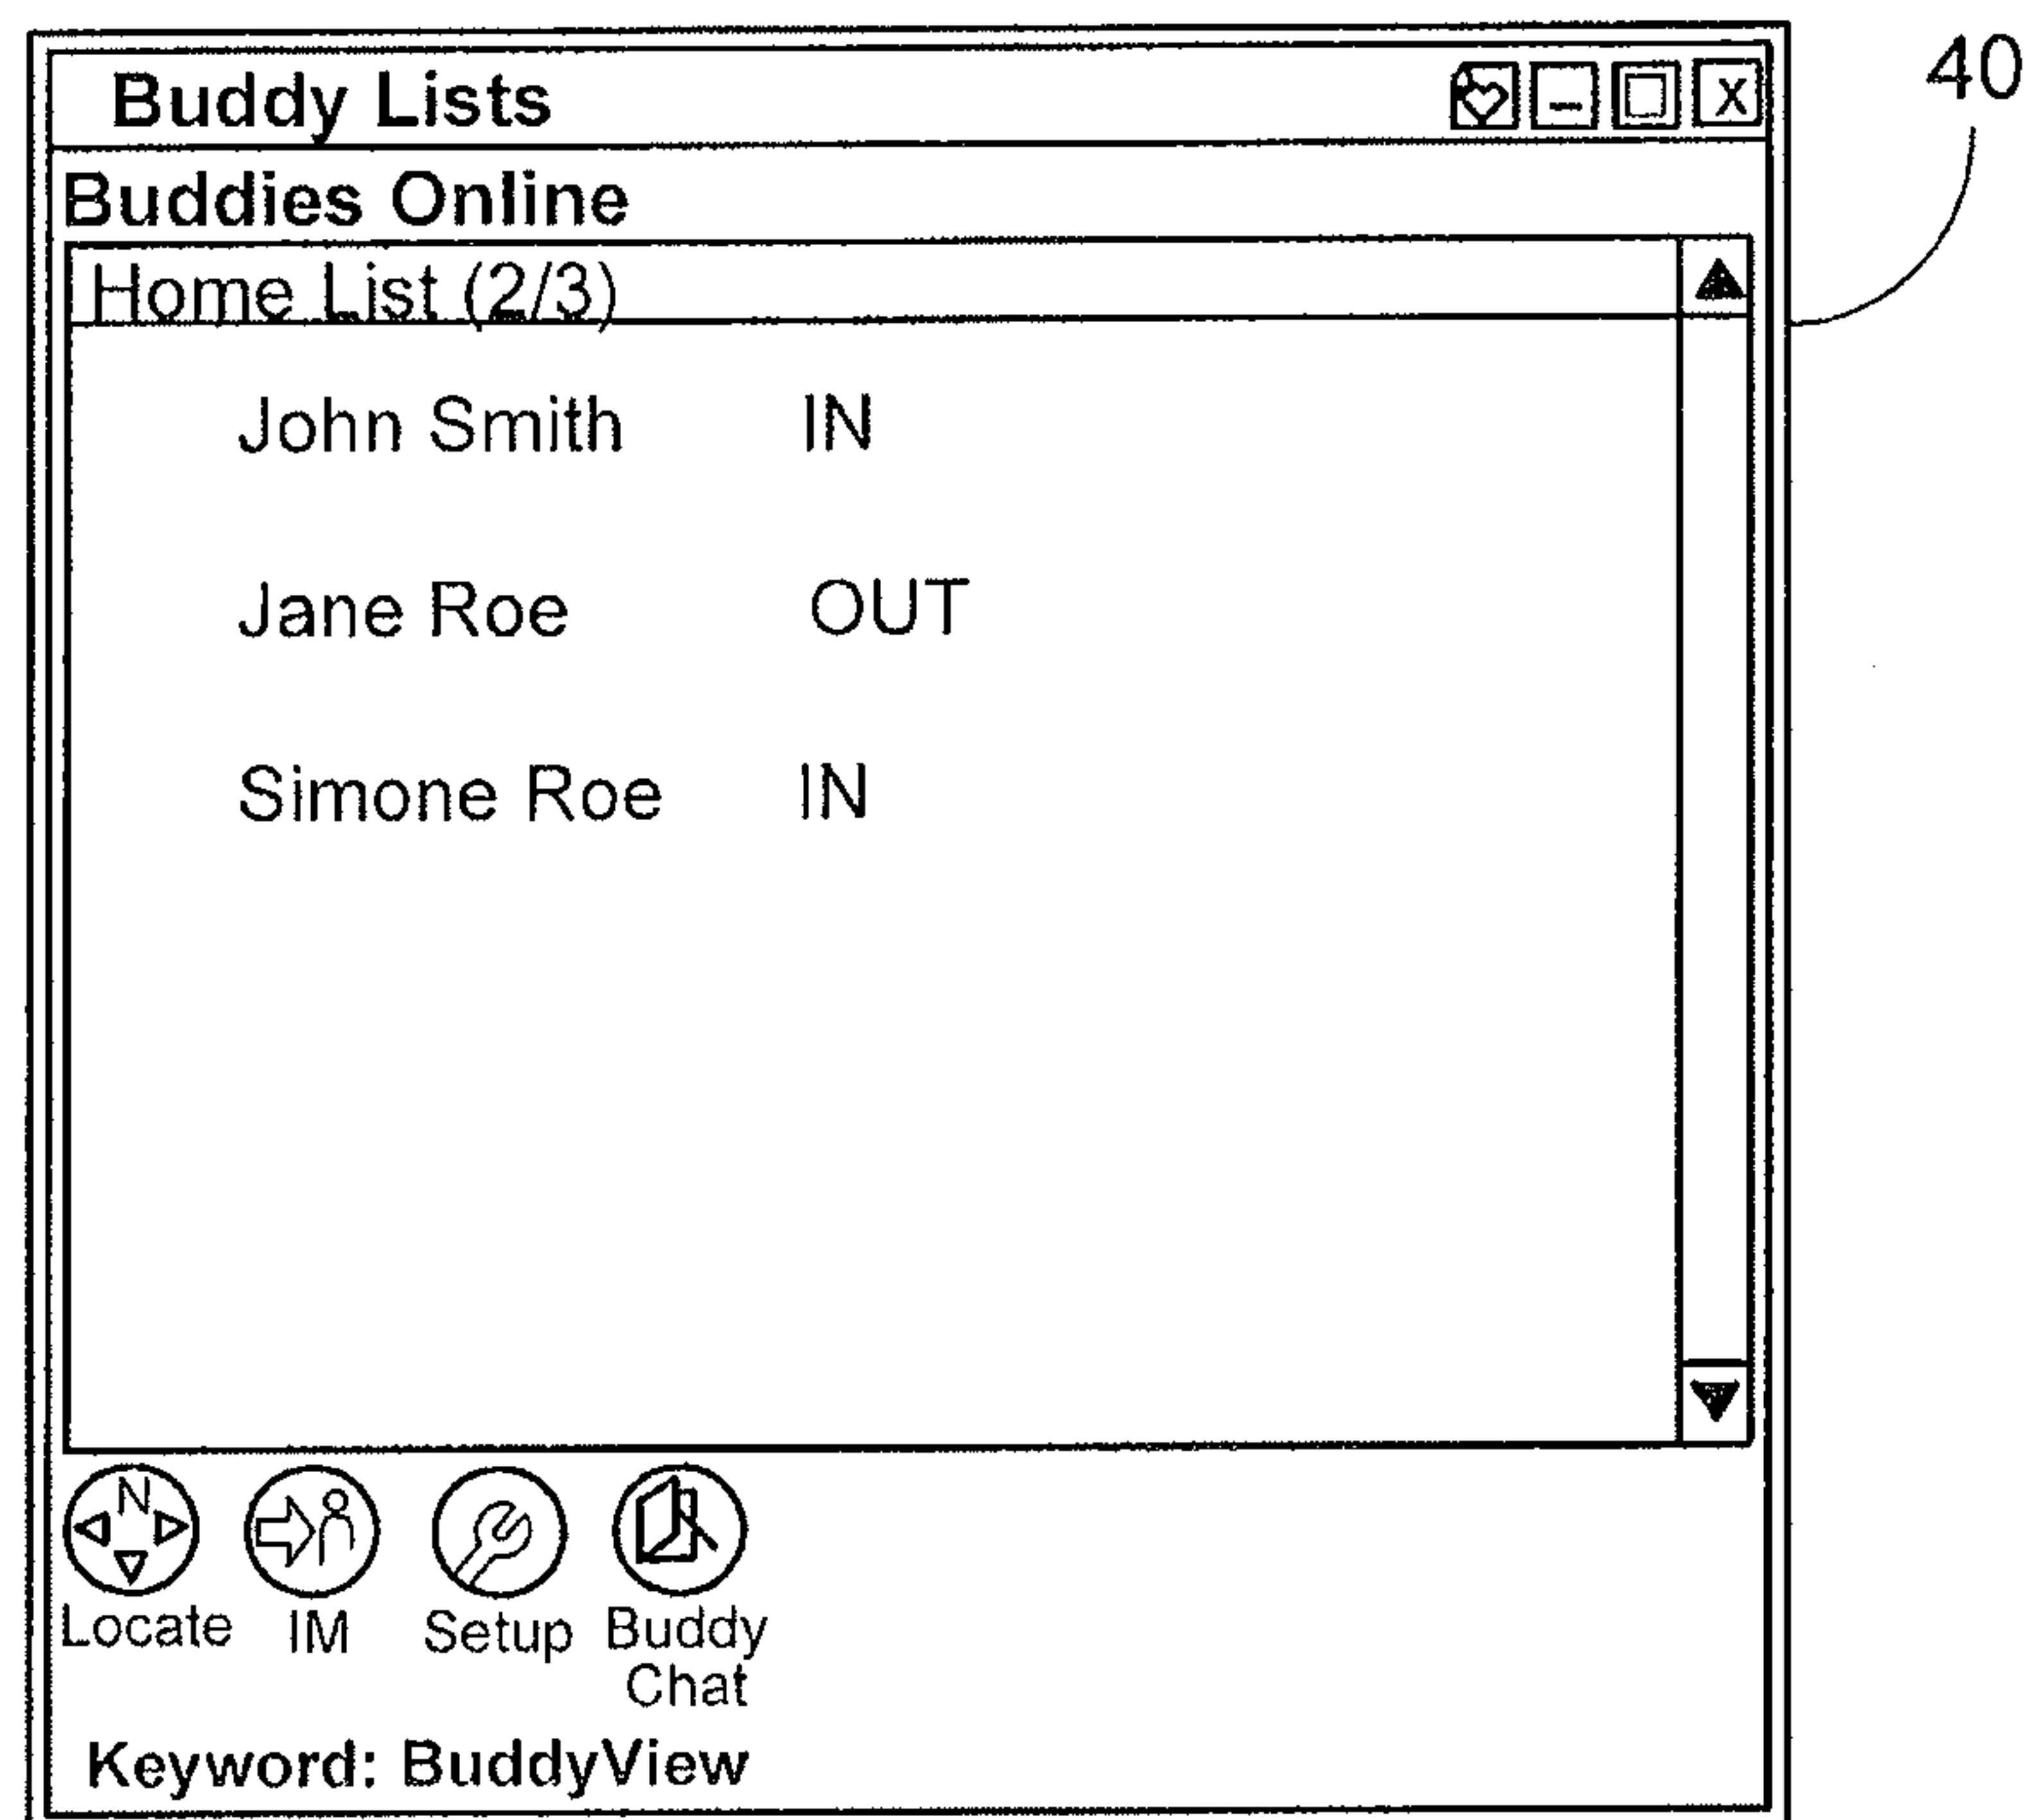 Buddy Lists
X
40
Buddies Online
Home List (2/3)
John Smith IN
Jane Roe OUT
Simone Roe IN
N
Locate IM Setup Buddy Chat
Keyword: BuddyView